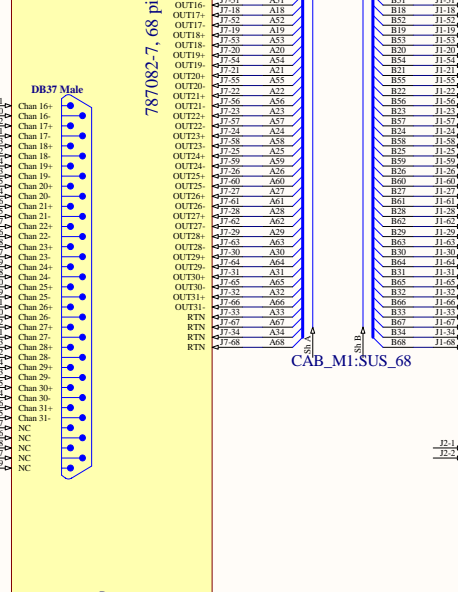 787082-7, 68 pi
OUT16- J7-51 A51 B51 J1-51
OUT17+ J7-18 A18 B18 J1-18
OUT17- J7-52 A52 B52 J1-52
OUT18+ J7-19 A19 B19 J1-19
OUT18- J7-53 A53 B53 J1-53
OUT19+ J7-20 A20 B20 J1-20
OUT19- J7-54 A54 B54 J1-54
OUT20+ J7-21 A21 B21 J1-21
OUT20- J7-55 A55 B55 J1-55
OUT21+ J7-22 A22 B22 J1-22
OUT21- J7-56 A56 B56 J1-56
OUT22+ J7-23 A23 B23 J1-23
OUT22- J7-57 A57 B57 J1-57
OUT23+ J7-24 A24 B24 J1-24
OUT23- J7-58 A58 B58 J1-58
OUT24+ J7-25 A25 B25 J1-25
OUT24- J7-59 A59 B59 J1-59
OUT25+ J7-26 A26 B26 J1-26
OUT25- J7-60 A60 B60 J1-60
OUT26+ J7-27 A27 B27 J1-27
OUT26- J7-61 A61 B61 J1-61
OUT27+ J7-28 A28 B28 J1-28
OUT27- J7-62 A62 B62 J1-62
OUT28+ J7-29 A29 B29 J1-29
OUT28- J7-63 A63 B63 J1-63
OUT29+ J7-30 A30 B30 J1-30
OUT29- J7-64 A64 B64 J1-64
OUT30+ J7-31 A31 B31 J1-31
OUT30- J7-65 A65 B65 J1-65
OUT31+ J7-32 A32 B32 J1-32
OUT31- J7-66 A66 B66 J1-66
RTN J7-33 A33 B33 J1-33
RTN J7-67 A67 B67 J1-67
RTN J7-34 A34 B34 J1-34
RTN J7-68 A68 B68 J1-68
Sh A
Sh B
CAB_M1:SUS_68
DB37 Male
Chan 16+
Chan 16-
Chan 17+
Chan 17-
Chan 18+
Chan 18-
Chan 19+
Chan 19-
Chan 20+
Chan 20-
Chan 21+
Chan 21-
Chan 22+
Chan 22-
Chan 23+
Chan 23-
Chan 24+
Chan 24-
Chan 25+
Chan 25-
Chan 26+
Chan 26-
Chan 27+
Chan 27-
Chan 28+
Chan 28-
Chan 29+
Chan 29-
Chan 30+
Chan 30-
Chan 31+
Chan 31-
NC
NC
NC
NC
NC
J2-1
J2-2